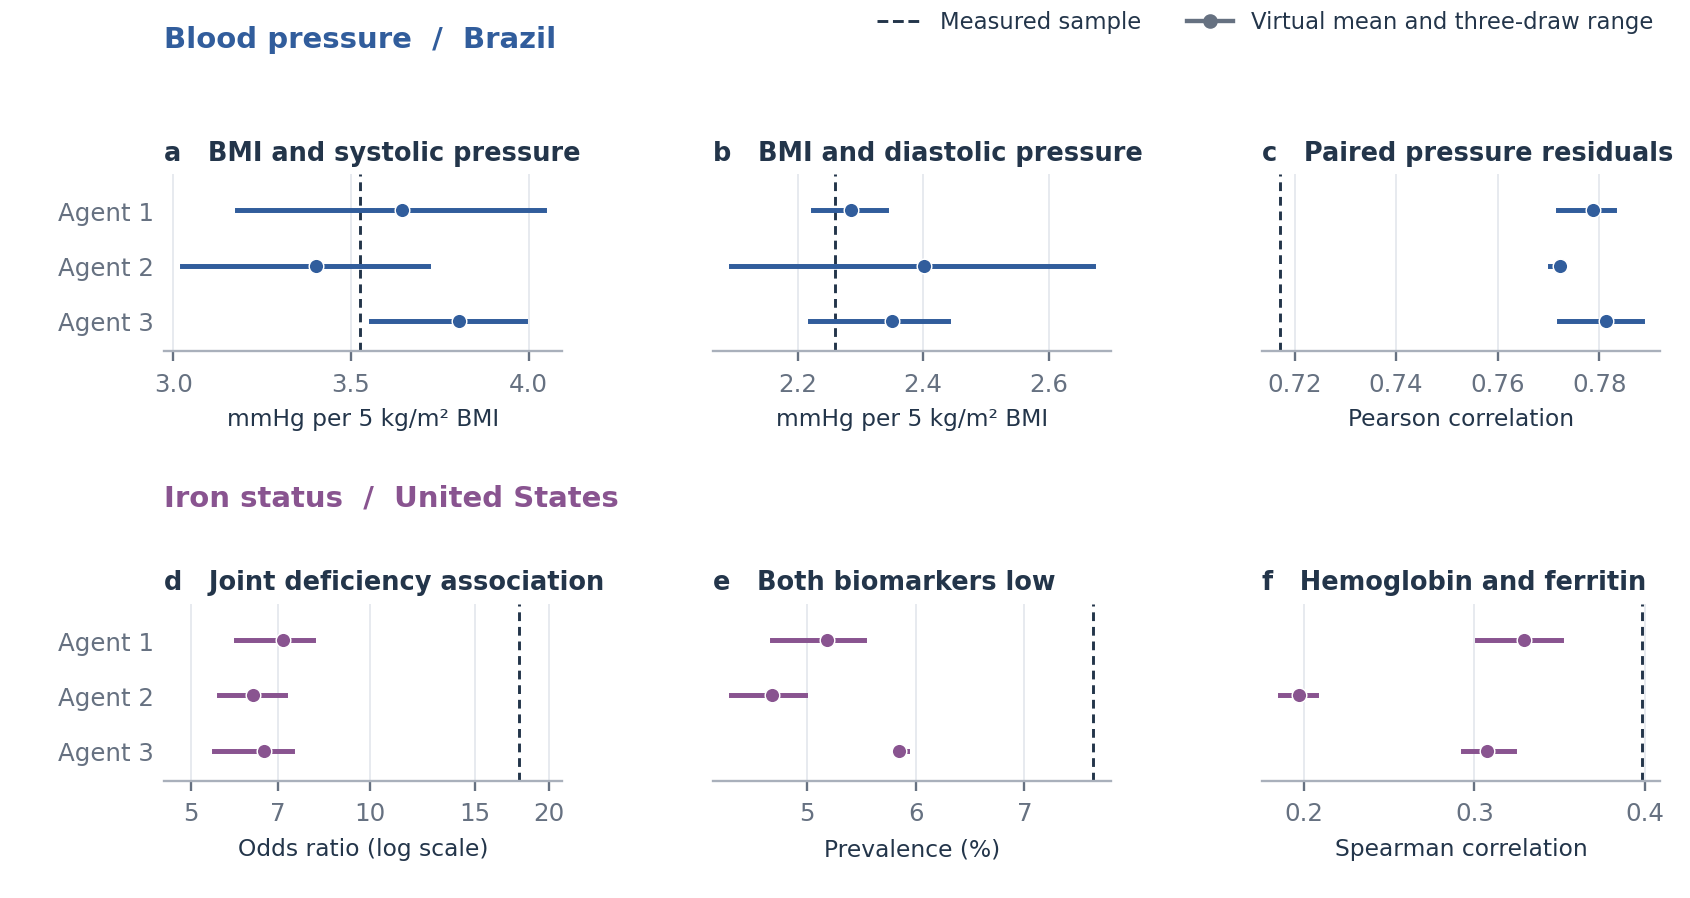 Measured sample
Virtual mean and three-draw range
Blood pressure / Brazil
a BMI and systolic pressure
b BMI and diastolic pressure
c Paired pressure residuals
Agent 1
Agent 2
Agent 3
3.0 3.5 4.0
2.2 2.4 2.6
0.72 0.74 0.76 0.78
mmHg per 5 kg/m² BMI
mmHg per 5 kg/m² BMI
Pearson correlation
Iron status / United States
d Joint deficiency association
e Both biomarkers low
f Hemoglobin and ferritin
Agent 1
Agent 2
Agent 3
5 7 10 15 20
5 6 7
0.2 0.3 0.4
Odds ratio (log scale)
Prevalence (%)
Spearman correlation